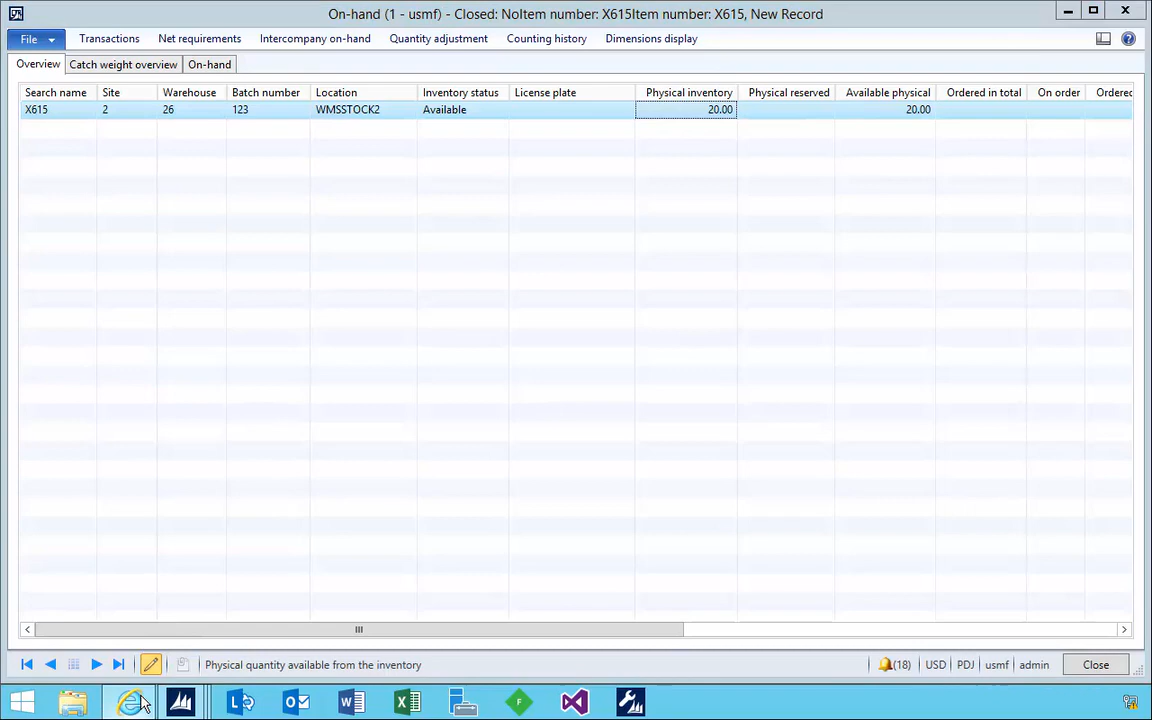 On-hand (1 - usmf) - Closed: NoItem number: X615Item number: X615, New Record
File Transactions Net requirements Intercompany on-hand Quantity adjustment Counting history Dimensions display
Overview Catch weight overview On-hand
Search name Site Warehouse Batch number Location Inventory status License plate Physical inventory Physical reserved Available physical Ordered in total On order Orderec
X615 2 26 123 WMSSTOCK2 Available 20.00 20.00
Physical quantity available from the inventory (18) USD PDJ usmf admin Close